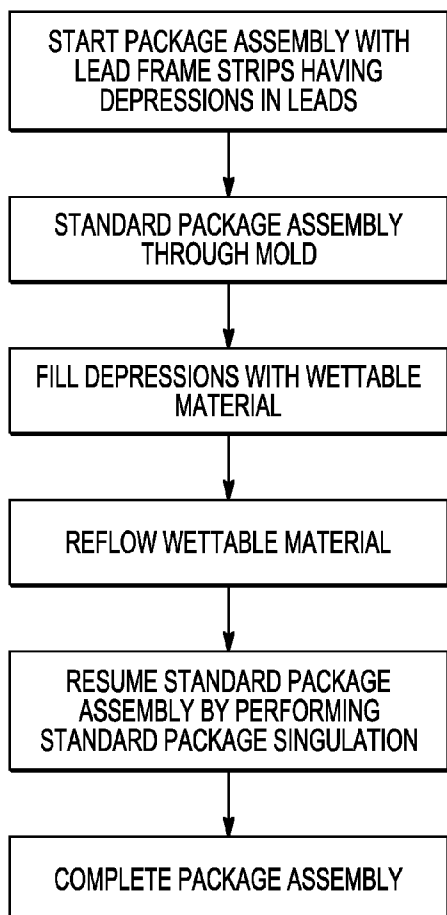 START PACKAGE ASSEMBLY WITH
LEAD FRAME STRIPS HAVING
DEPRESSIONS IN LEADS
STANDARD PACKAGE ASSEMBLY
THROUGH MOLD
FILL DEPRESSIONS WITH WETTABLE
MATERIAL
REFLOW WETTABLE MATERIAL
RESUME STANDARD PACKAGE
ASSEMBLY BY PERFORMING
STANDARD PACKAGE SINGULATION
COMPLETE PACKAGE ASSEMBLY